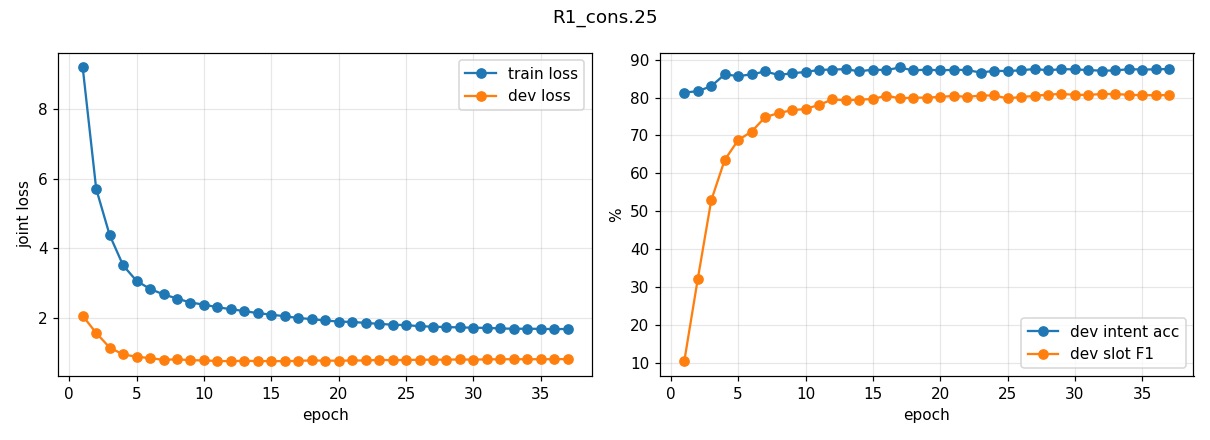 R1_cons.25
joint loss
8
6
4
2
0 5 10 15 20 25 30 35
epoch
train loss
dev loss
%
90
80
70
60
50
40
30
20
10
0 5 10 15 20 25 30 35
epoch
dev intent acc
dev slot F1